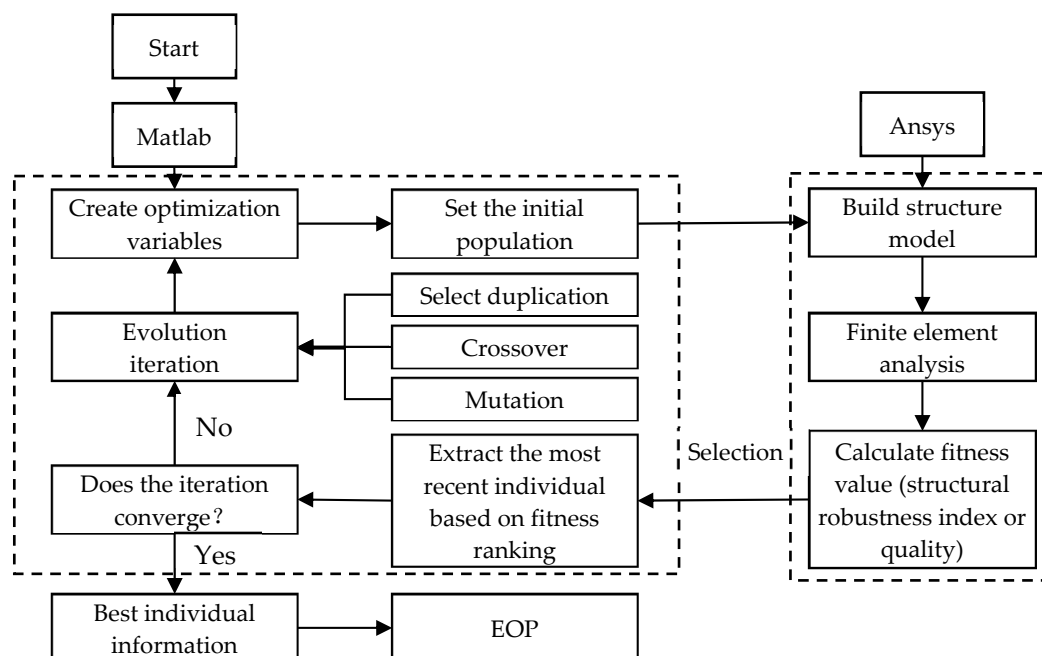 Start
Matlab
Ansys
Create optimization
variables
Set the initial
population
Build structure
model
Select duplication
Evolution
iteration
Crossover
Mutation
Finite element
analysis
No
Selection
Does the iteration
converge？
Extract the most
recent individual
based on fitness
ranking
Calculate fitness
value (structural
robustness index or
quality)
Yes
Best individual
information
EOP